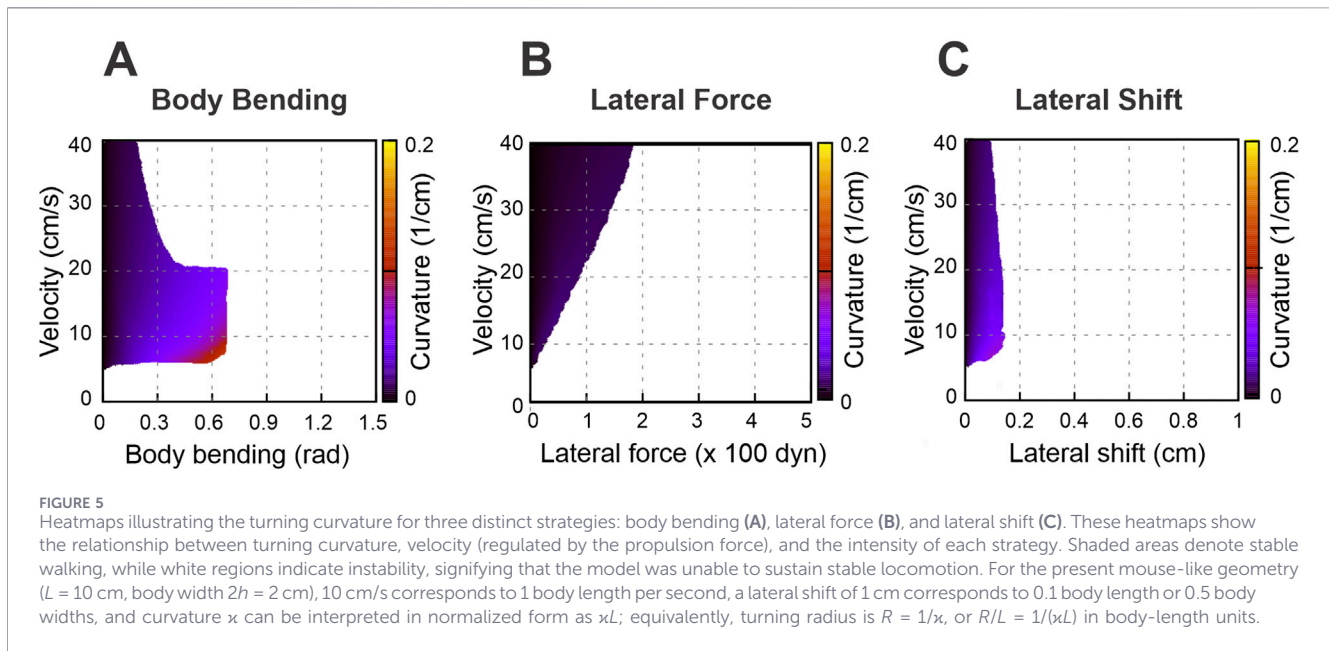 A
Body Bending
Velocity (cm/s)
40
30
20
10
0
0
0.3
0.6
0.9
1.2
1.5
Body bending (rad)
0.2
0
Curvature (1/cm)
B
Lateral Force
Velocity (cm/s)
40
30
20
10
0
0
1
2
3
4
5
Lateral force (x 100 dyn)
0.2
0
Curvature (1/cm)
C
Lateral Shift
Velocity (cm/s)
40
30
20
10
0
0
0.2
0.4
0.6
0.8
1
Lateral shift (cm)
0.2
0
Curvature (1/cm)
FIGURE 5
Heatmaps illustrating the turning curvature for three distinct strategies: body bending (A), lateral force (B), and lateral shift (C). These heatmaps show
the relationship between turning curvature, velocity (regulated by the propulsion force), and the intensity of each strategy. Shaded areas denote stable
walking, while white regions indicate instability, signifying that the model was unable to sustain stable locomotion. For the present mouse-like geometry
(L = 10 cm, body width 2h = 2 cm), 10 cm/s corresponds to 1 body length per second, a lateral shift of 1 cm corresponds to 0.1 body length or 0.5 body
widths, and curvature ϰ can be interpreted in normalized form as ϰL; equivalently, turning radius is R = 1/ϰ, or R/L = 1/(ϰL) in body-length units.